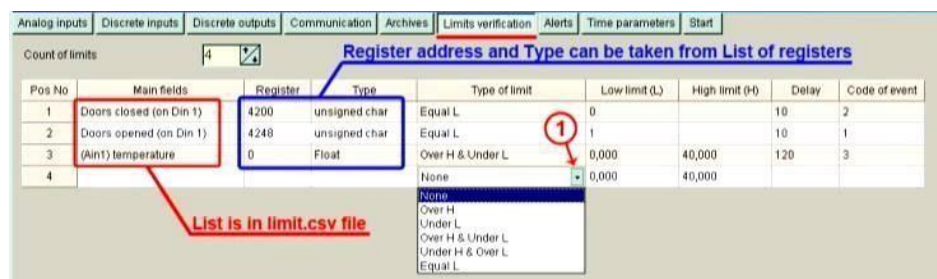 Analog inputs Discrete inputs Discrete outputs Communication Archives Limits verification Alerts Time parameters Start
Count of limits 4 Register address and Type can be taken from List of registers
Pos No Main fields Register Type Type of limit Low limit (L) High limit (H) Delay Code of event
1 Doors closed (on Din 1) 4200 unsigned char Equal L 0 10 2
2 Doors opened (on Din 1) 4248 unsigned char Equal L 1 10 1
1
3 (Ain1) temperature 0 Float Over H & Under L 0,000 40,000 120 3
4 None 0,000 40,000
None
Over H
Under L
Over H & Under L
Under H & Over L
Equal L
List is in limit.csv file